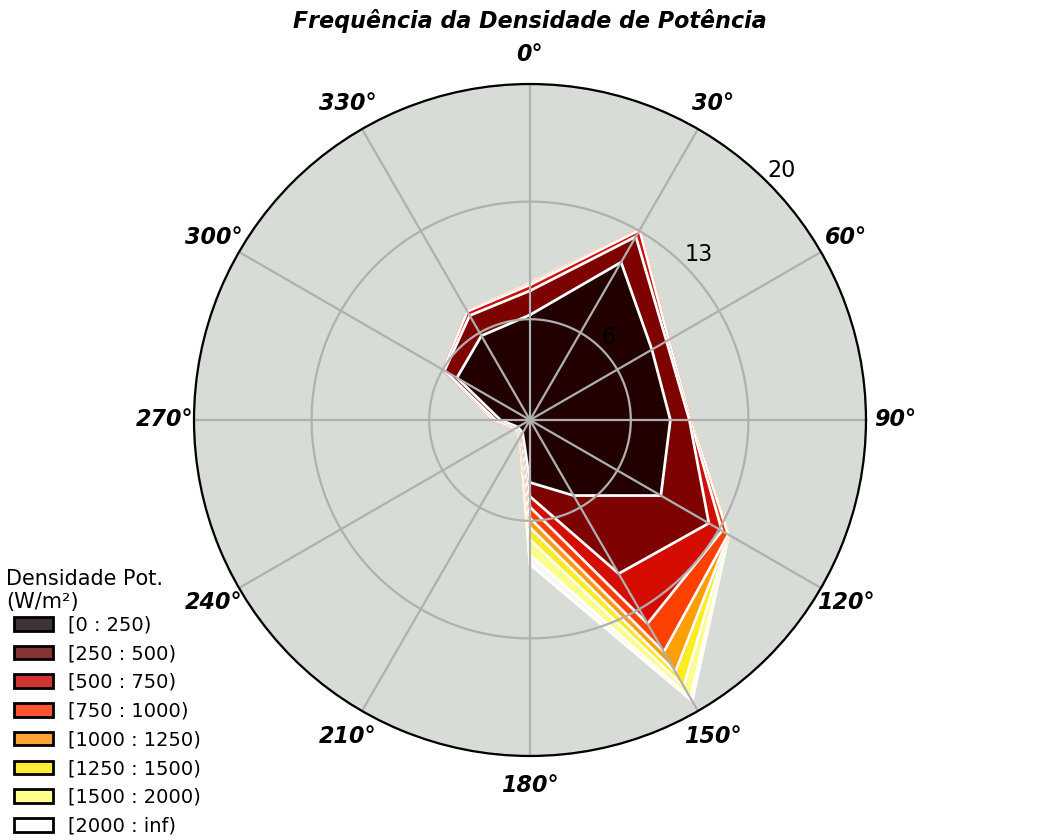 Frequência da Densidade de Potência
0°
330°
30°
20
300°
60°
13
6
270°
90°
240°
120°
210°
150°
180°
Densidade Pot.
(W/m²)
[0 : 250)
[250 : 500)
[500 : 750)
[750 : 1000)
[1000 : 1250)
[1250 : 1500)
[1500 : 2000)
[2000 : inf)